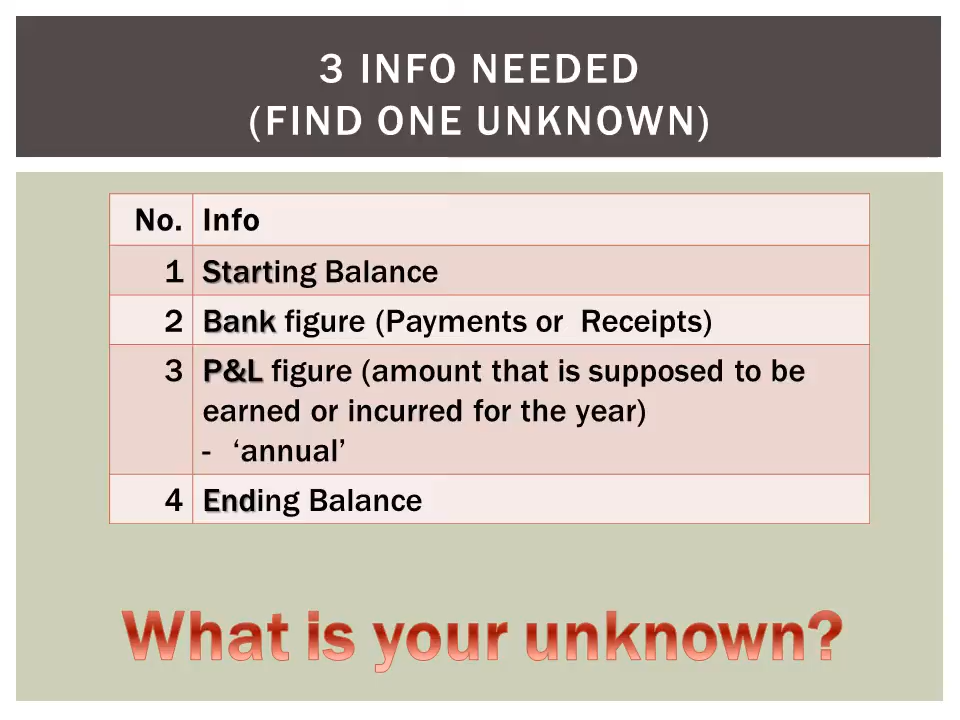 3 INFO NEEDED
(FIND ONE UNKNOWN)
No. Info
1 Starting Balance
2 Bank figure (Payments or Receipts)
3 P&L figure (amount that is supposed to be
earned or incurred for the year)
- ‘annual’
4 Ending Balance
What is your unknown?